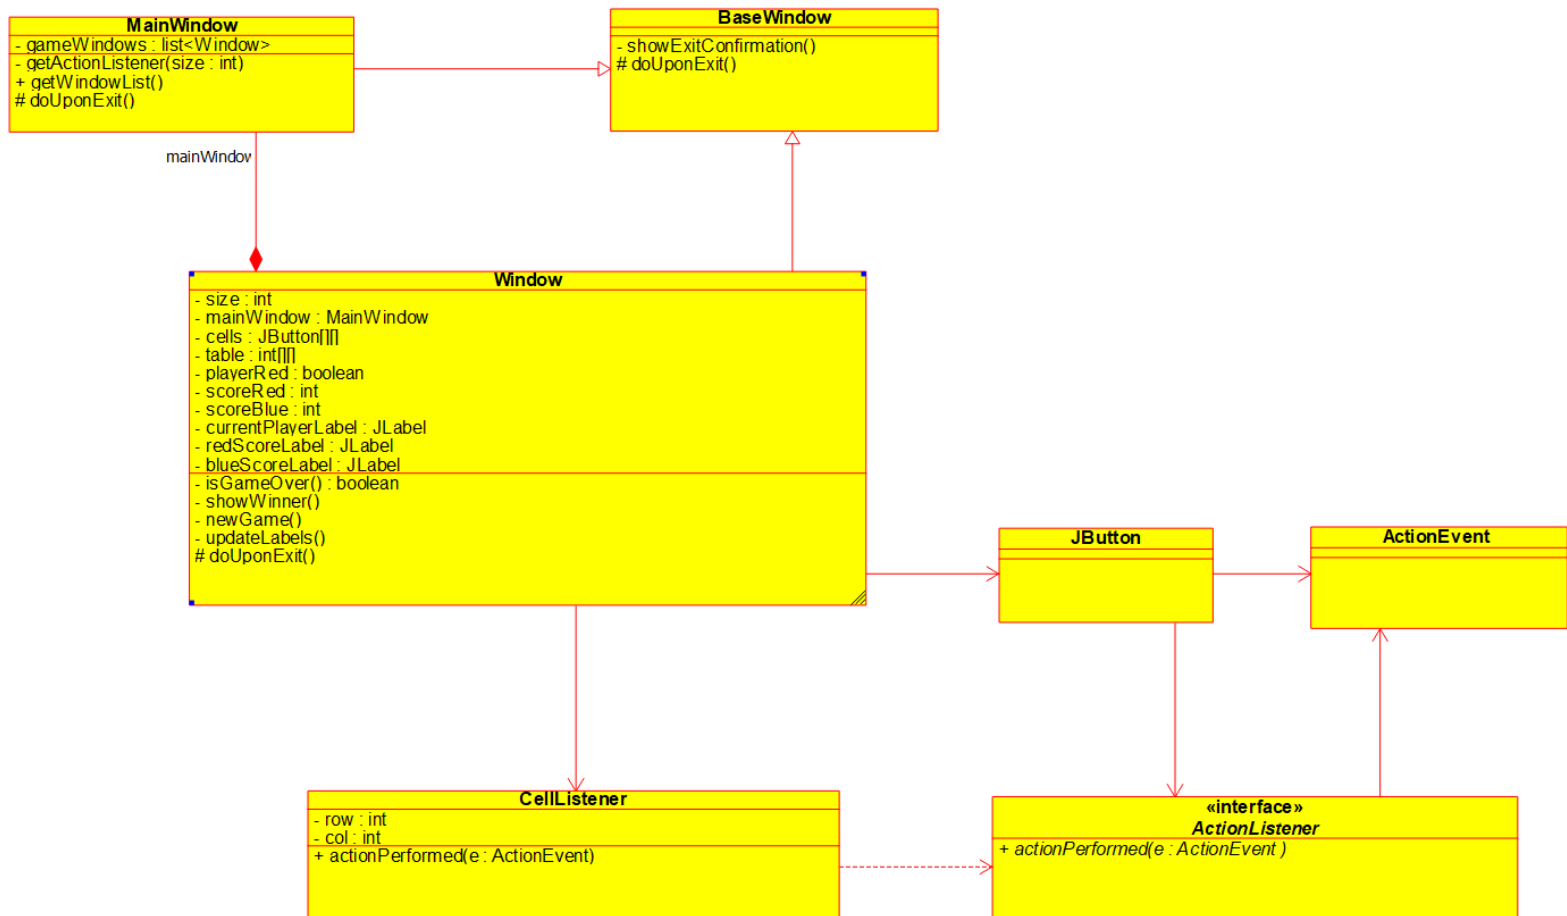 MainWindow
- gameWindows : list<Window>
- getActionListener(size : int)
+ getWindowList()
# doUponExit()
BaseWindow
- showExitConfirmation()
# doUponExit()
mainWindow
Window
- size : int
- mainWindow : MainWindow
- cells : JButton[][]
- table : int[][]
- playerRed : boolean
- scoreRed : int
- scoreBlue : int
- currentPlayerLabel : JLabel
- redScoreLabel : JLabel
- blueScoreLabel : JLabel
- isGameOver() : boolean
- showWinner()
- newGame()
- updateLabels()
# doUponExit()
JButton
ActionEvent
CellListener
- row : int
- col : int
+ actionPerformed(e : ActionEvent)
«interface»
ActionListener
+ actionPerformed(e : ActionEvent )